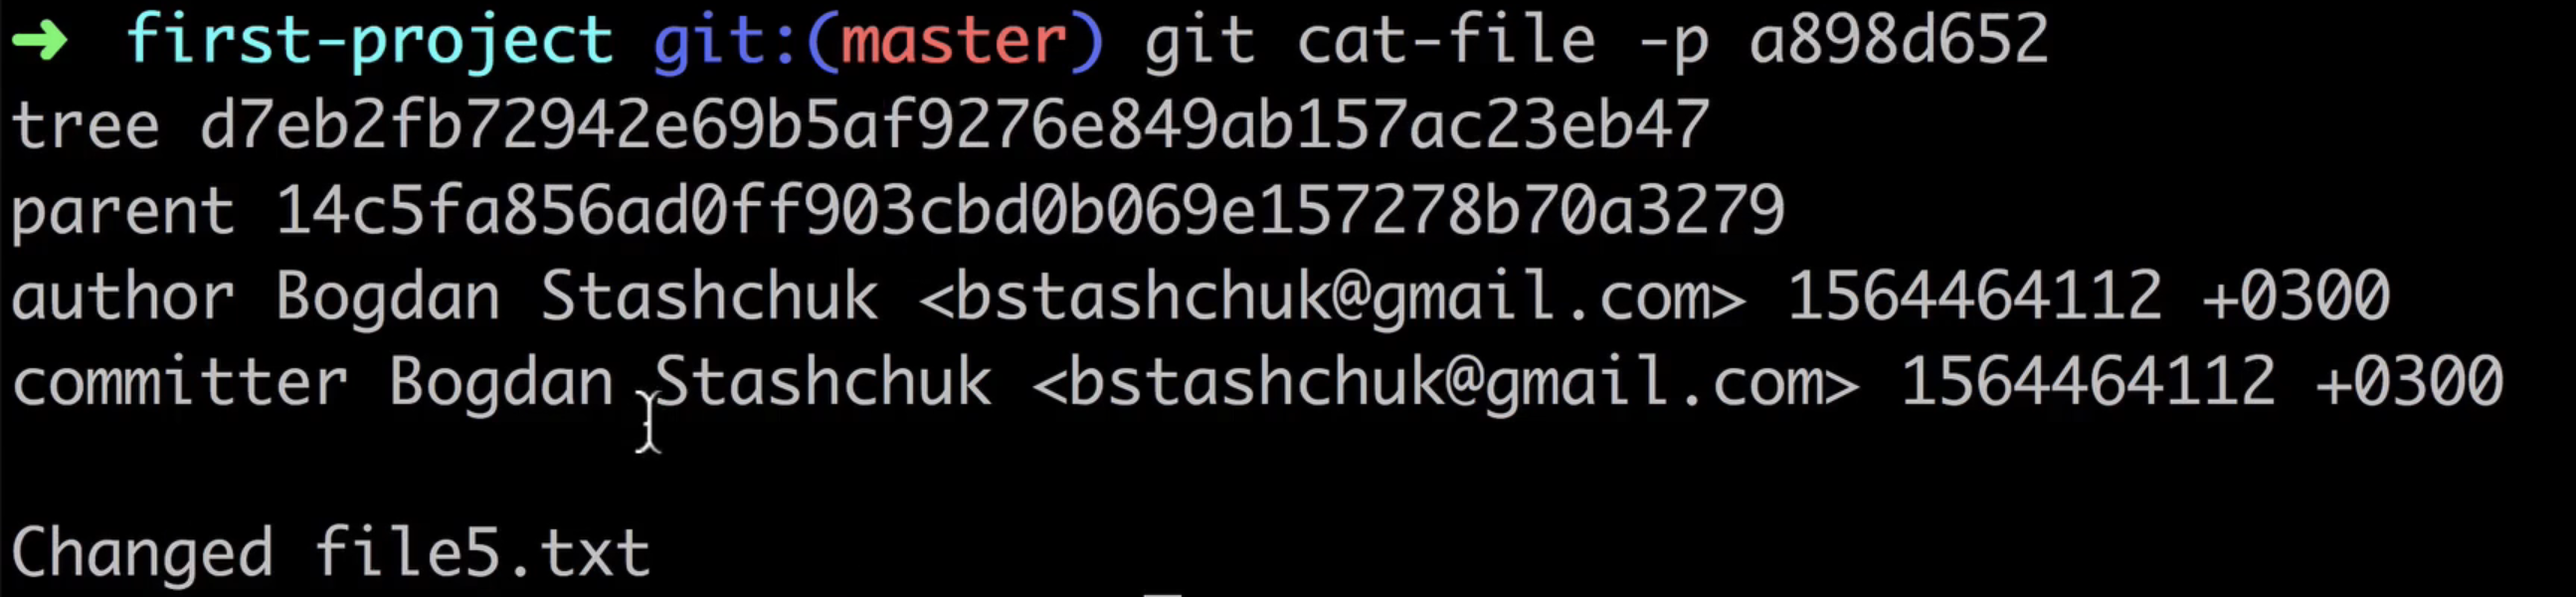 ➜ first-project git:(master) git cat-file -p a898d652
tree d7eb2fb72942e69b5af9276e849ab157ac23eb47
parent 14c5fa856ad0ff903cbd0b069e157278b70a3279
author Bogdan Stashchuk <bstashchuk@gmail.com> 1564464112 +0300
committer Bogdan Stashchuk <bstashchuk@gmail.com> 1564464112 +0300
Changed file5.txt